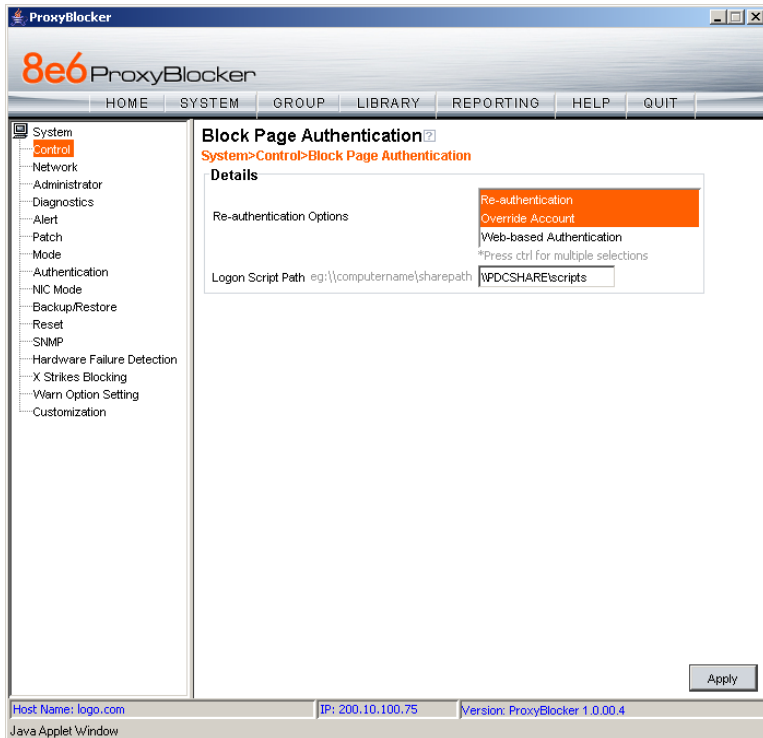 ProxyBlocker
8e6 ProxyBlocker
HOME SYSTEM GROUP LIBRARY REPORTING HELP QUIT
System
Control
Network
Administrator
Diagnostics
Alert
Patch
Mode
Authentication
NIC Mode
Backup/Restore
Reset
SNMP
Hardware Failure Detection
X Strikes Blocking
Warn Option Setting
Customization
Block Page Authentication ?
System>Control>Block Page Authentication
Details
Re-authentication Options
Re-authentication
Override Account
Web-based Authentication
*Press ctrl for multiple selections
Logon Script Path eg:\\computername\sharepath \\PDCSHARE\scripts
Apply
Host Name: logo.com IP: 200.10.100.75 Version: ProxyBlocker 1.0.00.4
Java Applet Window